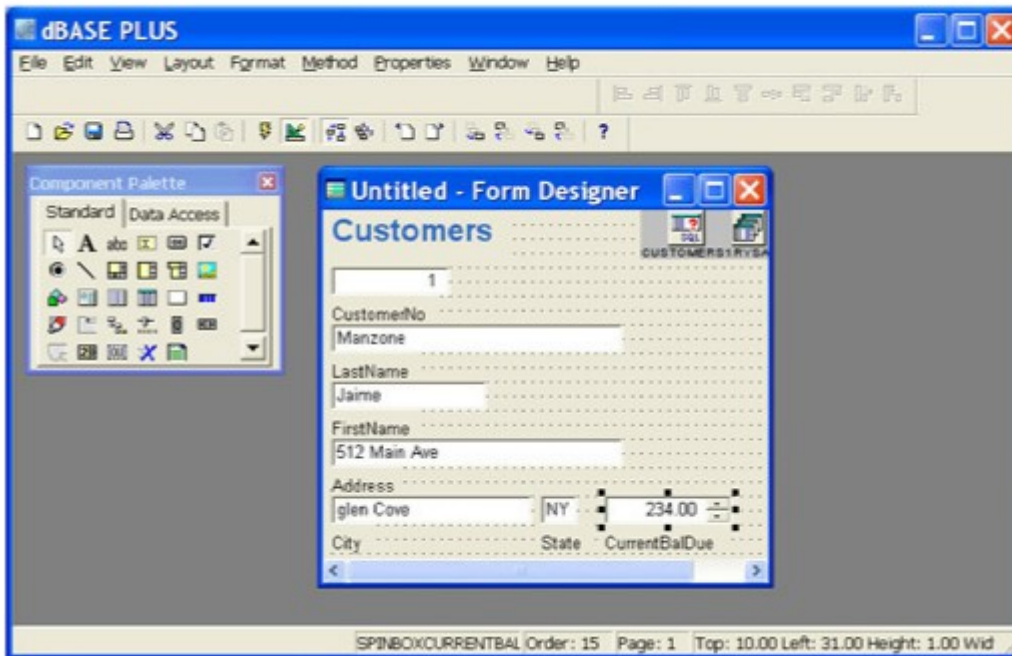 dBASE PLUS
File Edit View Layout Format Method Properties Window Help
Component Palette
Standard Data Access
Untitled - Form Designer
Customers
SQL
1
CustomerNo
Manzone
LastName
Jaime
FirstName
512 Main Ave
Address
glen Cove NY 234.00
City State CurrentBalDue
SPINBOXCURRENTBAL Order: 15 Page: 1 Top: 10.00 Left: 31.00 Height: 1.00 Wid